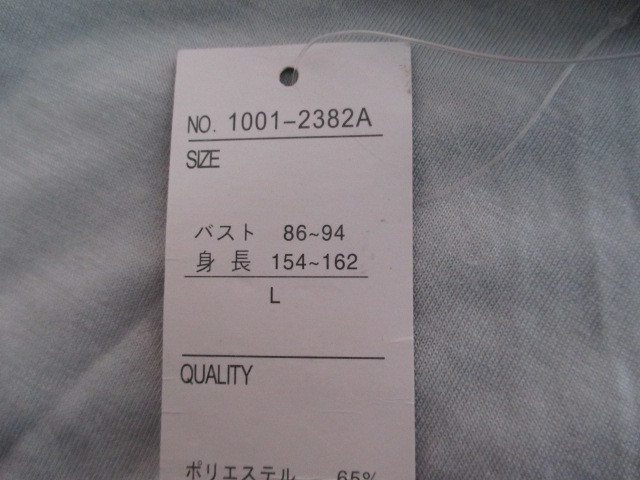 NO. 1001-2382A
SIZE
バスト 86~94
身長 154~162
L
QUALITY
ポリエステル 65%